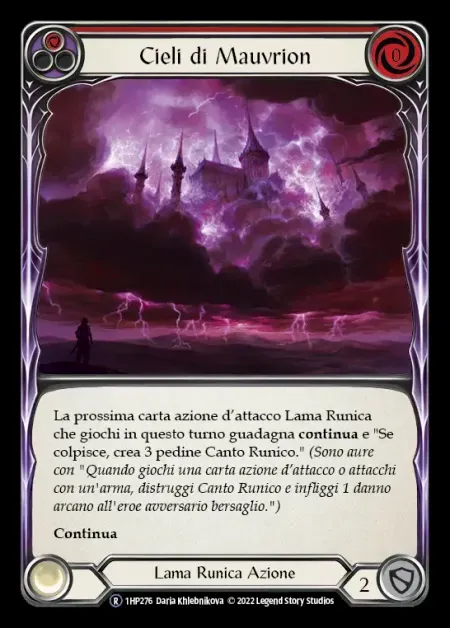 Cieli di Mauvrion
0
La prossima carta azione d'attacco Lama Runica
che giochi in questo turno guadagna continua e "Se
colpisce, crea 3 pedine Canto Runico." (Sono aure
con "Quando giochi una carta azione d'attacco o attacchi
con un'arma, distruggi Canto Runico e infliggi 1 danno
arcano all'eroe avversario bersaglio.")
Continua
Lama Runica Azione
2
R 1HP276 Daria Khlebnikova © 2022 Legend Story Studios